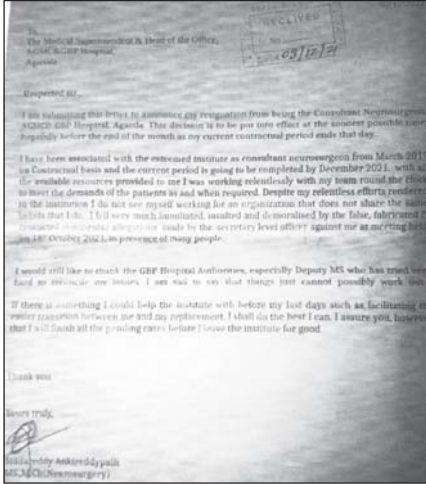 RECEIVED
03/12/21
To,
The Medical Superintendent & Head of the Office,
AGMC&GBP Hospital,
Agartala
Respected sir,
I am submitting this letter to announce my resignation from being the Consultant Neurosurgeon
AGMC& GBP Hospital, Agartla. This decision is to be put into effect at the soonest possible
hopefully before the end of the month as my current contractual period ends that day.
I have been associated with the esteemed institute as consultant neurosurgeon from March 201
on Contractual basis and the current period is going to be completed by December 2021. with al
the available resources provided to me I was working relentlessly with my team round the
to meet the demands of the patients as and when required. Despite my relentless efforts
to the institution I do not see myself working for an organization that does not share the same
beliefs that I do. I fell very much humiliated, insulted and demoralised by the false, fabricated
allegations made by the secretary level officer against me at meeting
on 18th October 2021, in presence of many people.
I would still like to thank the GBP Hospital Authorities, especially Deputy MS who has tried
hard to reconcile my issues. I am sad to say that things just cannot possibly work
If there is something I could help the institute with before my last days such as, facilitating
easier transition between me and my replacement, I shall do the best I can. I assure you,
that I will finish all the pending cases before I leave the institute for good.
Thank you
Yours truly,
Ankireddypalli
MS,MCh(Neurosurgery)